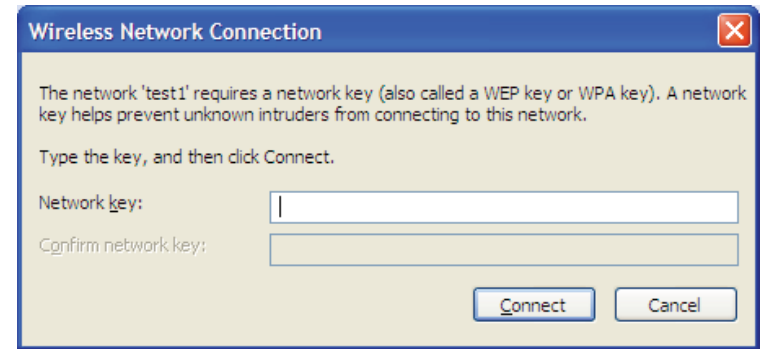 Wireless Network Connection
The network 'test1' requires a network key (also called a WEP key or WPA key). A network
key helps prevent unknown intruders from connecting to this network.
Type the key, and then click Connect.
Network key:
Confirm network key:
Connect Cancel